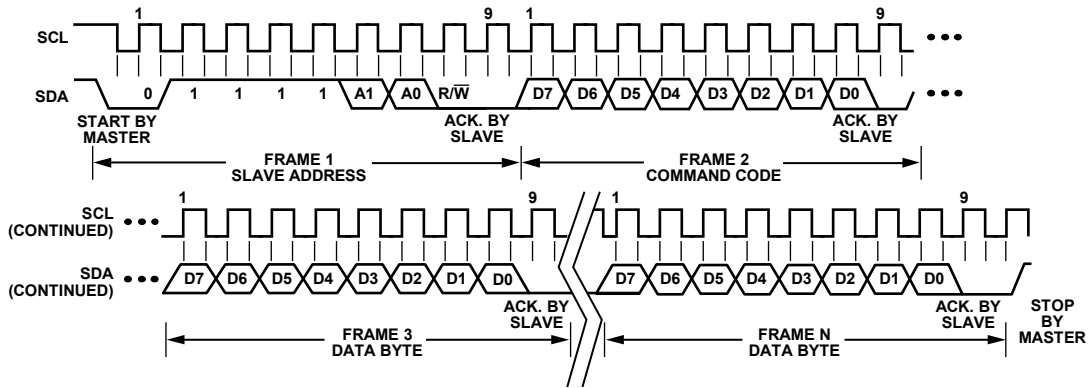 1 9 1 9
SCL
SDA 0 1 1 1 1 A1 A0 R/W̅ D7 D6 D5 D4 D3 D2 D1 D0
START BY
MASTER
ACK. BY
SLAVE
ACK. BY
SLAVE
FRAME 1
SLAVE ADDRESS
FRAME 2
COMMAND CODE
1 9 1 9
SCL
(CONTINUED)
SDA
(CONTINUED)
D7 D6 D5 D4 D3 D2 D1 D0 D7 D6 D5 D4 D3 D2 D1 D0
ACK. BY
SLAVE
ACK. BY
SLAVE
STOP
BY
MASTER
FRAME 3
DATA BYTE
FRAME N
DATA BYTE